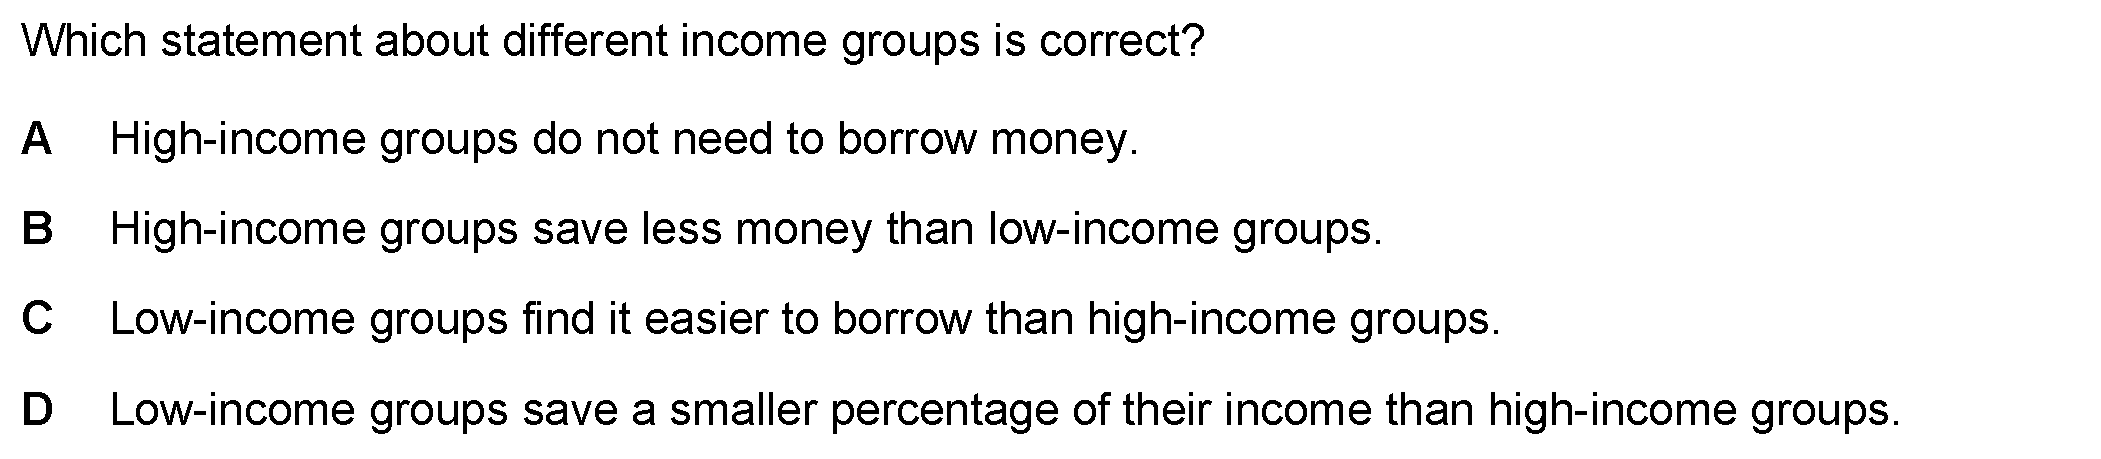 Which statement about different income groups is correct?
A High-income groups do not need to borrow money.
B High-income groups save less money than low-income groups.
C Low-income groups find it easier to borrow than high-income groups.
D Low-income groups save a smaller percentage of their income than high-income groups.